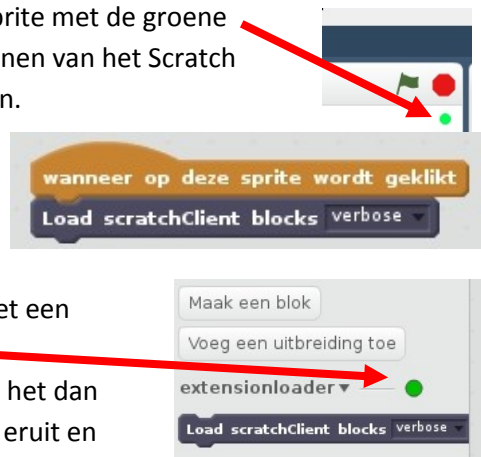 prite met de groene
nen van het Scratch
n.
wanneer op deze sprite wordt geklikt
Load scratchClient blocks verbose
et een
het dan
eruit en
Maak een blok
Voeg een uitbreiding toe
extensionloader
Load scratchClient blocks verbose